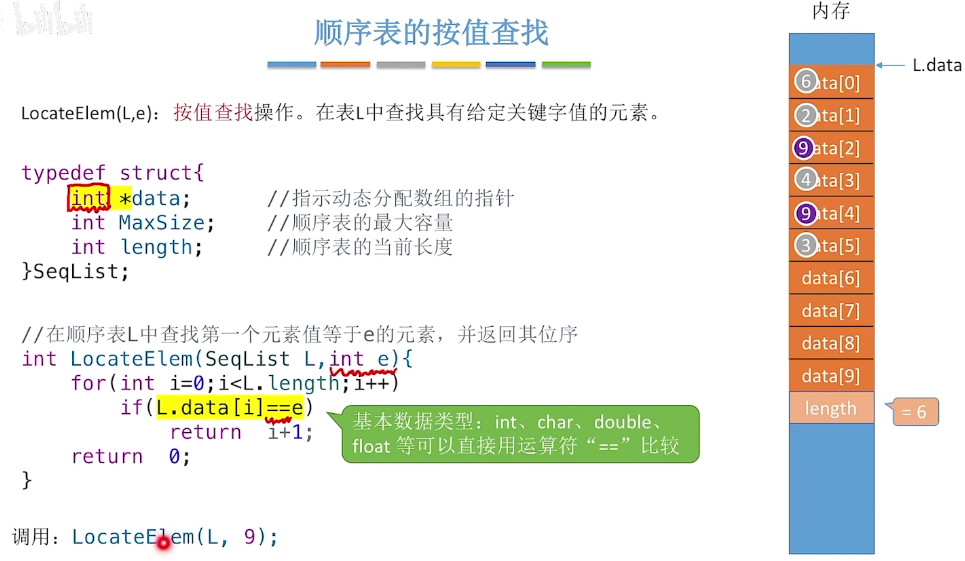 bilibili
顺序表的按值查找
内存
L.data
LocateElem(L,e)：按值查找操作。在表L中查找具有给定关键字值的元素。
typedef struct{
int *data; //指示动态分配数组的指针
int MaxSize; //顺序表的最大容量
int length; //顺序表的当前长度
}SeqList;
//在顺序表L中查找第一个元素值等于e的元素，并返回其位序
int LocateElem(SeqList L,int e){
for(int i=0;i<L.length;i++)
if(L.data[i]==e)
return i+1;
return 0;
}
基本数据类型：int、char、double、
float 等可以直接用运算符“==”比较
调用：LocateElem(L, 9);
6 ata[0]
2 ata[1]
9 ata[2]
4 ata[3]
9 ata[4]
3 ata[5]
data[6]
data[7]
data[8]
data[9]
length
= 6